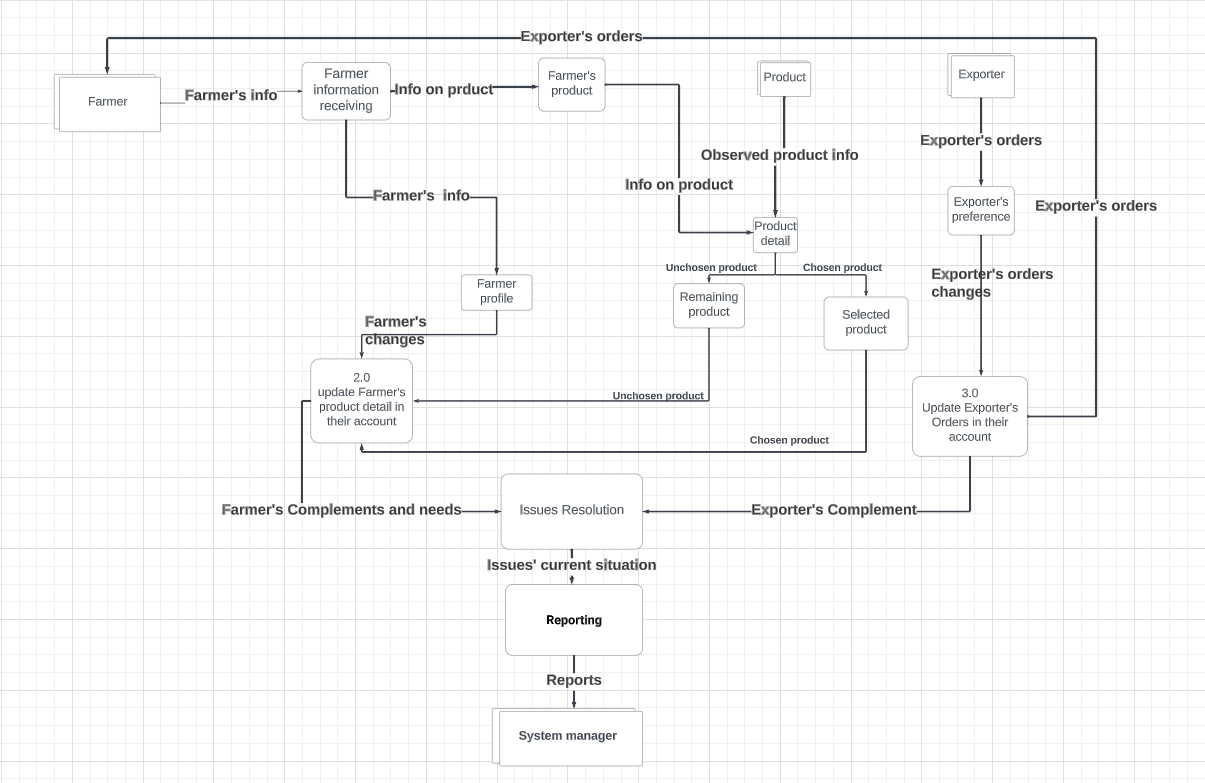 Exporter's orders
Farmer
Farmer's info
Farmer
information
receiving
Info on prduct
Farmer's
product
Product
Exporter
Exporter's orders
Observed product info
Info on product
Farmer's  info
Exporter's
preference
Exporter's orders
Product
detail
Unchosen product
Chosen product
Exporter's orders
changes
Farmer
profile
Remaining
product
Selected
product
Farmer's
changes
2.0
update Farmer's
product detail in
their account
Unchosen product
3.0
Update Exporter's
Orders in their
account
Chosen product
Farmer's Complements and needs
Issues Resolution
Exporter's Complement
Issues' current situation
Reporting
Reports
System manager